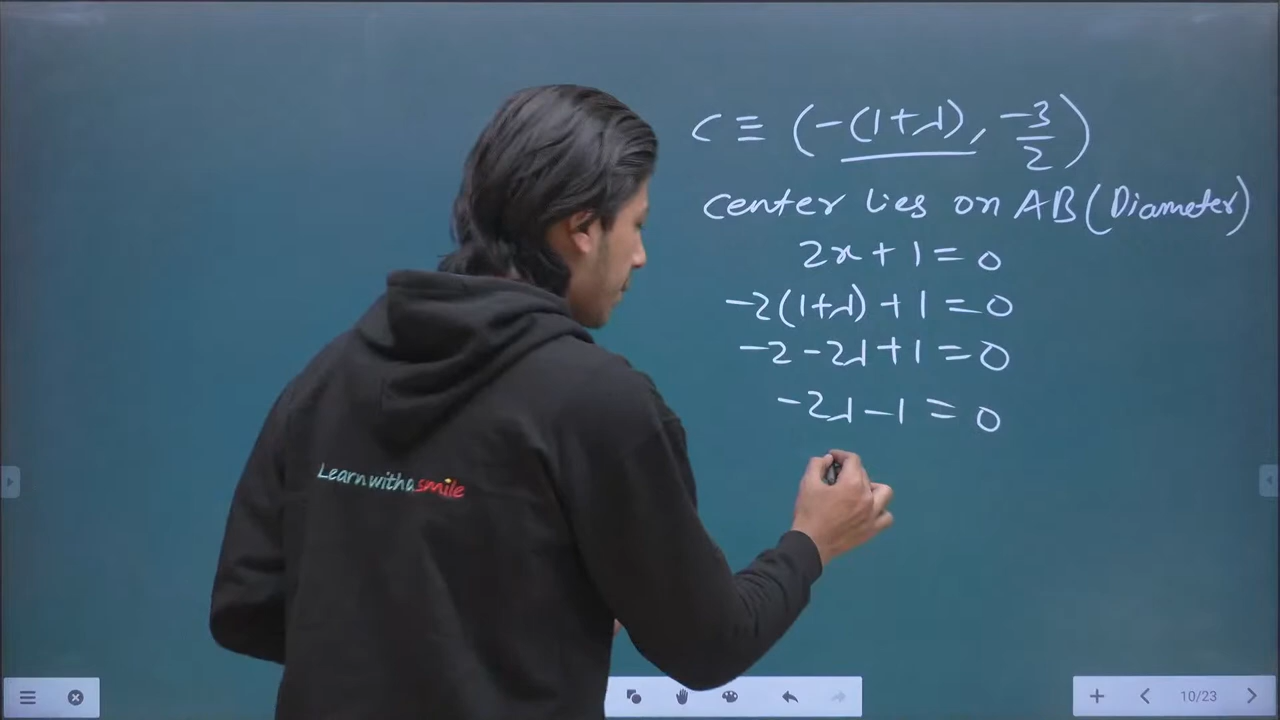 C ≡ (-(1+λ), -3/2)
center lies on AB (Diameter)
2x + 1 = 0
-2(1+λ) + 1 = 0
-2 - 2λ + 1 = 0
-2λ - 1 = 0
Learn with a smile
10/23